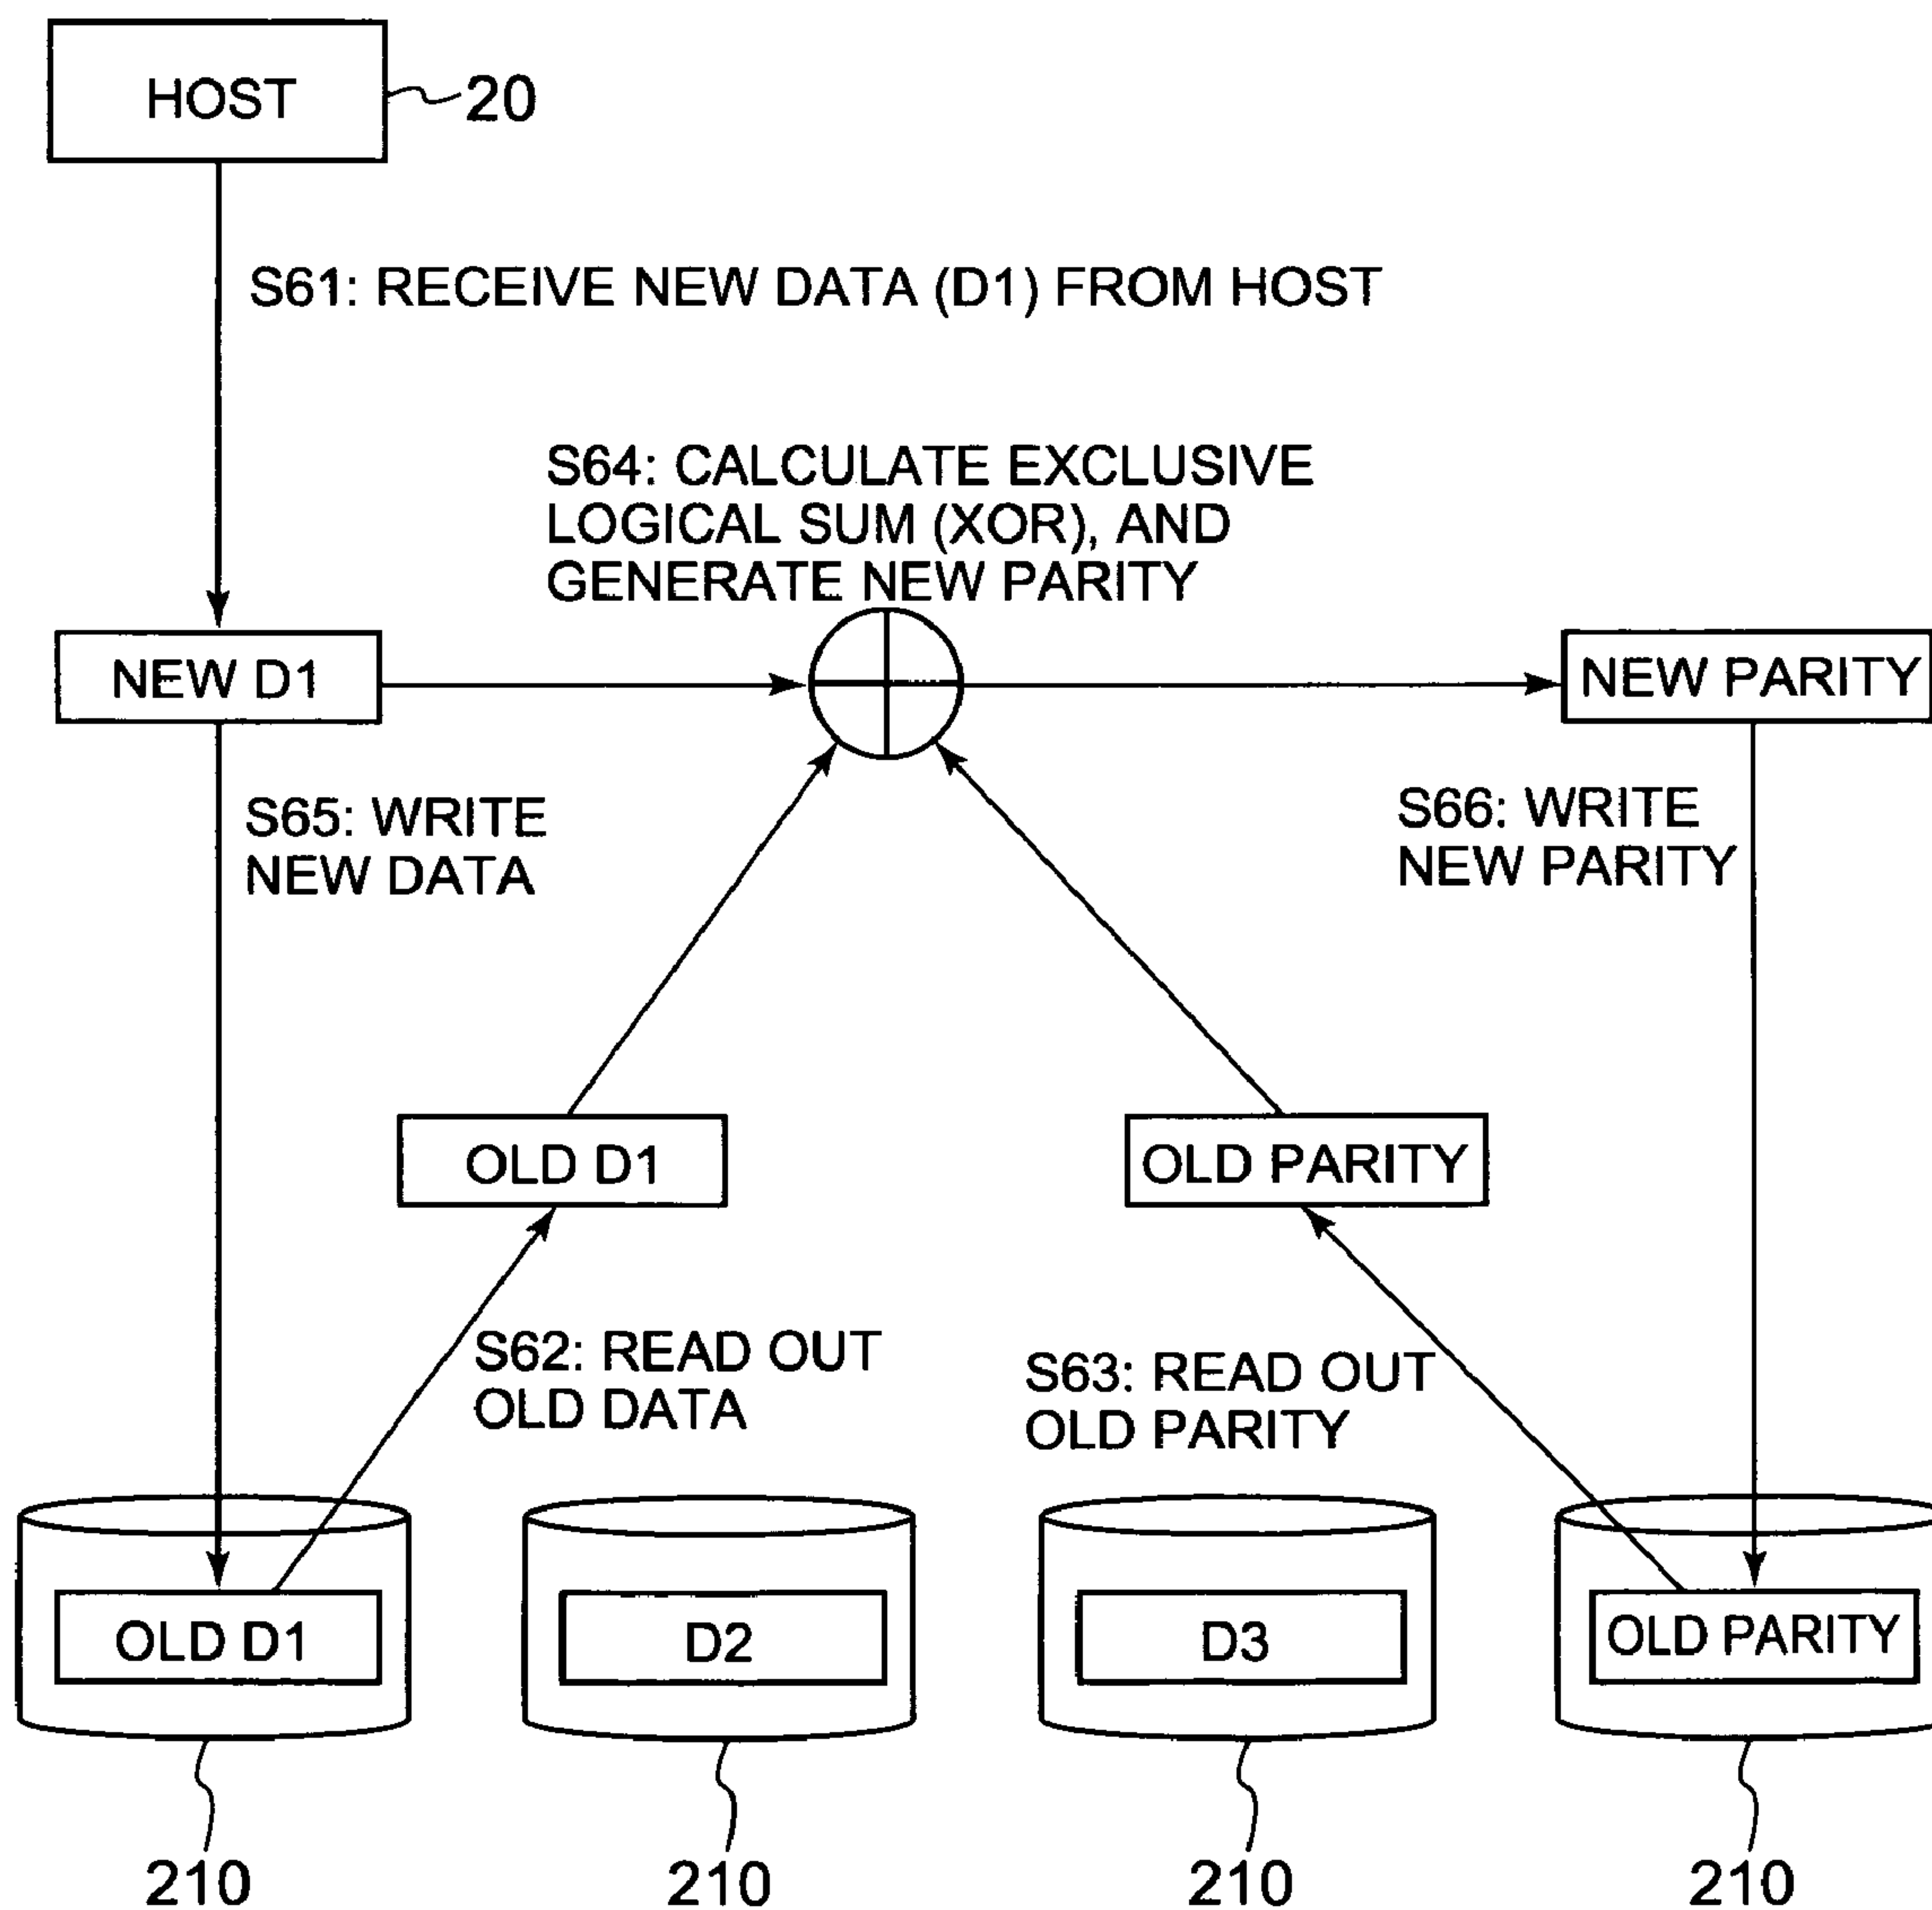 HOST
20
S61: RECEIVE NEW DATA (D1) FROM HOST
S64: CALCULATE EXCLUSIVE
LOGICAL SUM (XOR), AND
GENERATE NEW PARITY
NEW D1
NEW PARITY
S65: WRITE
NEW DATA
S66: WRITE
NEW PARITY
OLD D1
OLD PARITY
S62: READ OUT
OLD DATA
S63: READ OUT
OLD PARITY
OLD D1
D2
D3
OLD PARITY
210
210
210
210